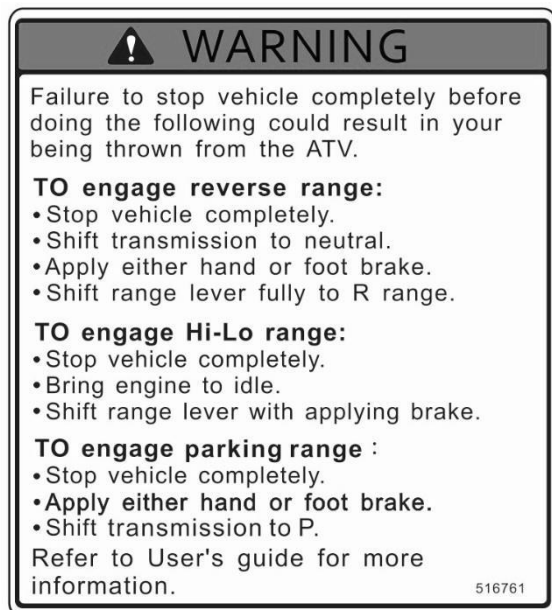 WARNING
Failure to stop vehicle completely before
doing the following could result in your
being thrown from the ATV.
TO engage reverse range:
•Stop vehicle completely.
•Shift transmission to neutral.
•Apply either hand or foot brake.
•Shift range lever fully to R range.
TO engage Hi-Lo range:
•Stop vehicle completely.
•Bring engine to idle.
•Shift range lever with applying brake.
TO engage parking range :
•Stop vehicle completely.
•Apply either hand or foot brake.
•Shift transmission to P.
Refer to User's guide for more
information.
516761